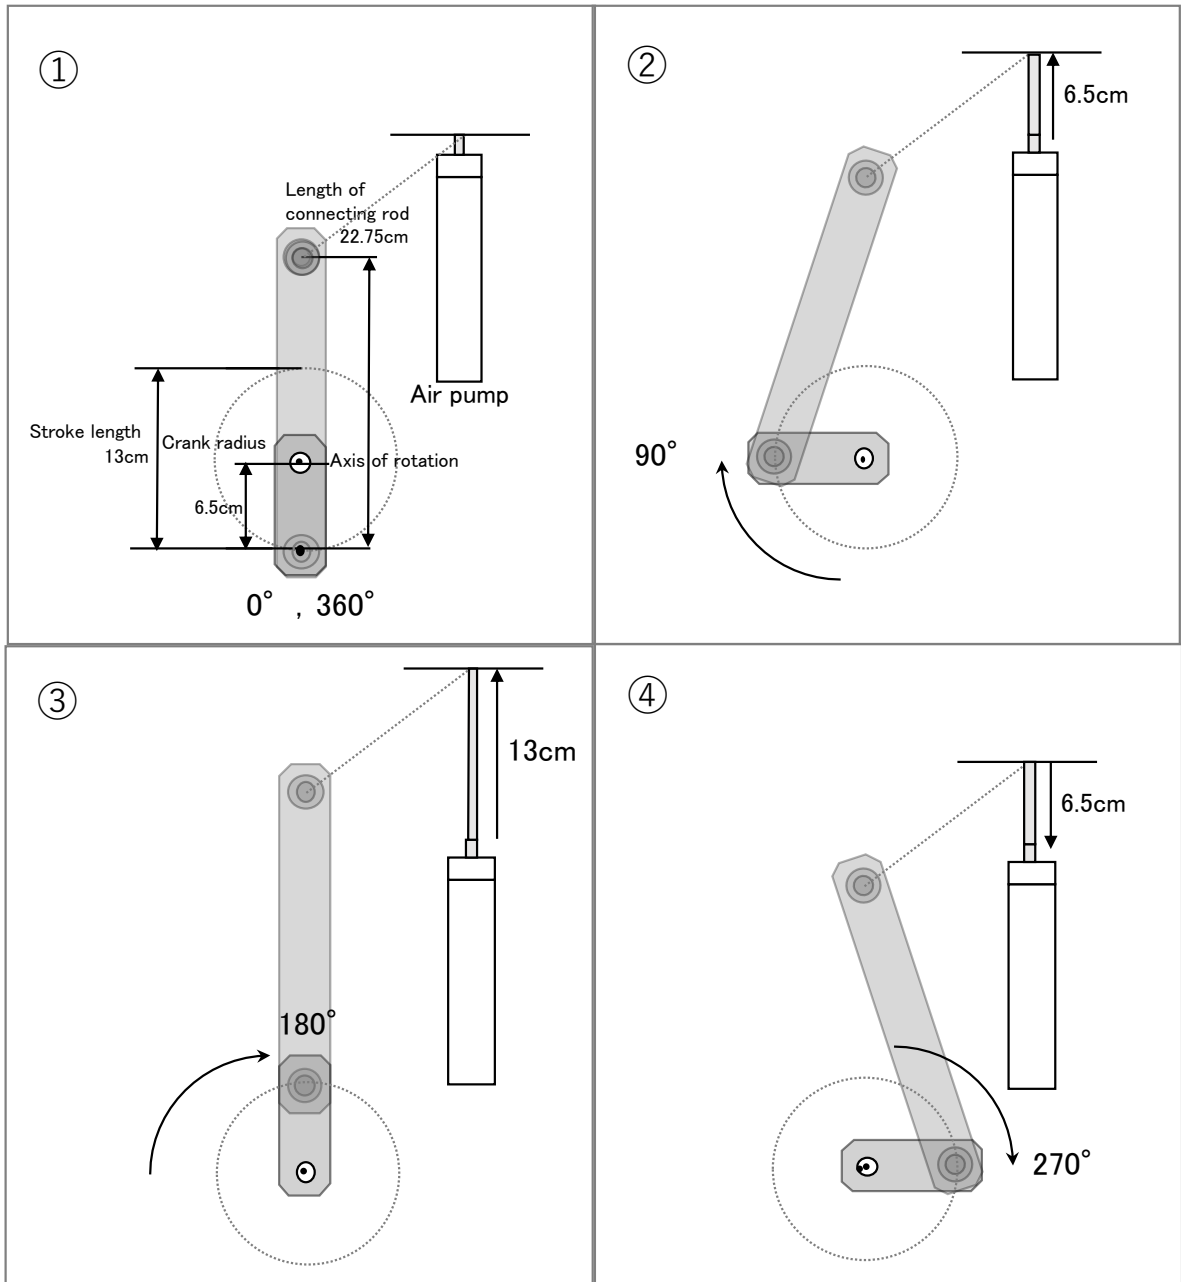 ①
Length of
connecting rod
22.75cm
Air pump
Stroke length
13cm
Crank radius
Axis of rotation
6.5cm
0° , 360°
②
6.5cm
90°
③
13cm
180°
④
6.5cm
270°